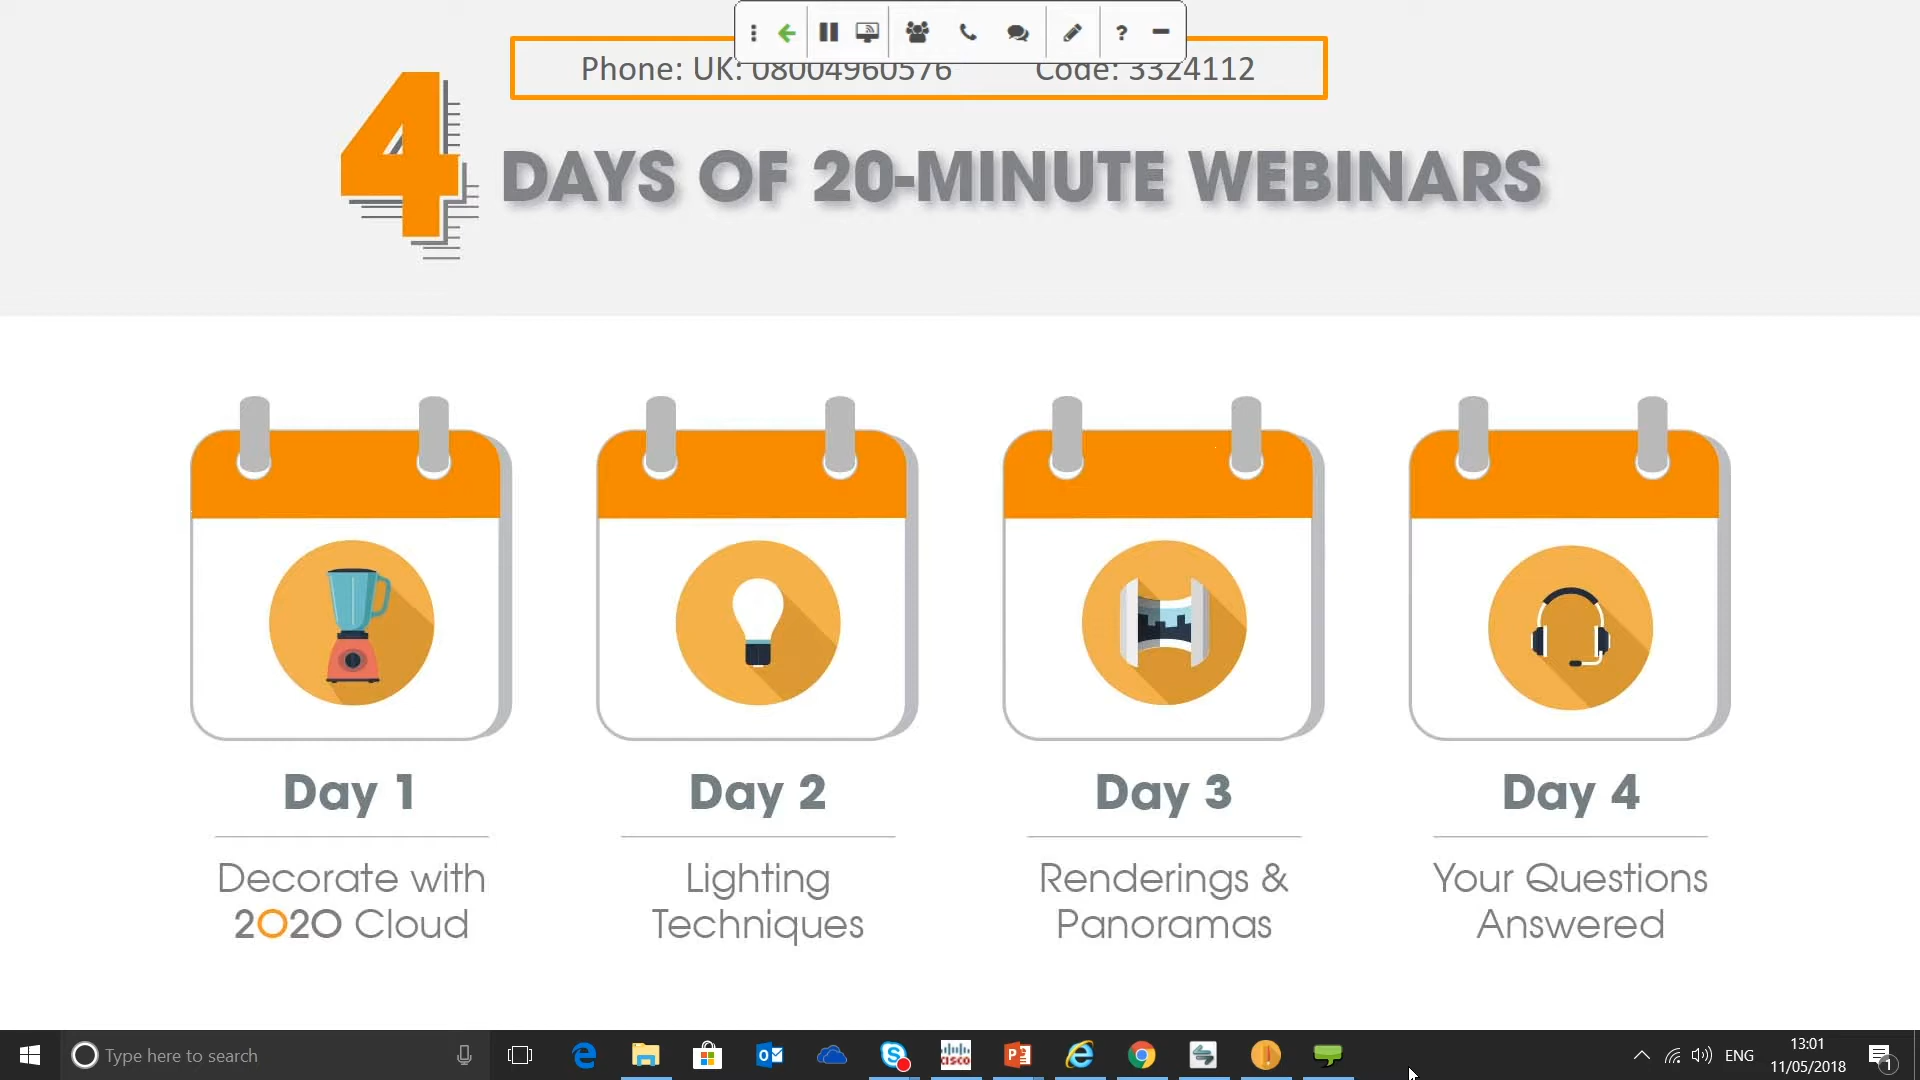 Phone: UK: 08004960576 Code: 3324112
4 DAYS OF 20-MINUTE WEBINARS
Day 1
Decorate with
2020 Cloud
Day 2
Lighting
Techniques
Day 3
Renderings &
Panoramas
Day 4
Your Questions
Answered
Type here to search
ENG
13:01
11/05/2018
1